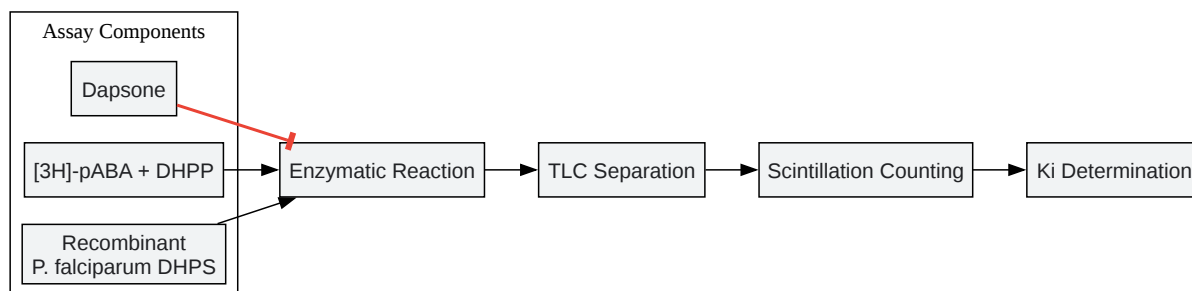 Assay Components
Dapsone
[3H]-pABA + DHPP
Enzymatic Reaction
TLC Separation
Scintillation Counting
Ki Determination
Recombinant
P. falciparum DHPS